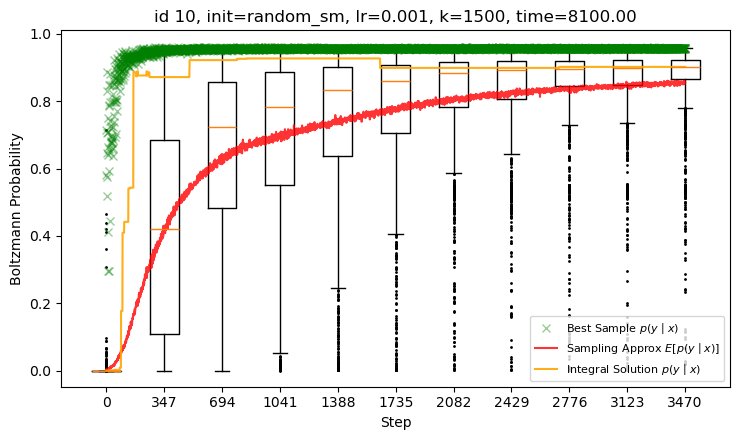 id 10, init=random_sm, lr=0.001, k=1500, time=8100.00
Boltzmann Probability
1.0
0.8
0.6
0.4
0.2
0.0
Best Sample p(y | x)
Sampling Approx E[p(y | x)]
Integral Solution p(y | x)
0 347 694 1041 1388 1735 2082 2429 2776 3123 3470
Step